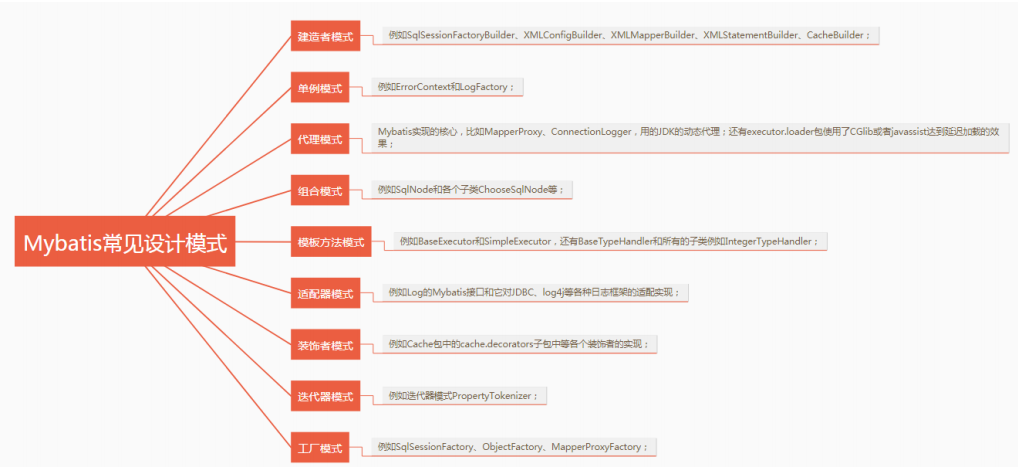 建造者模式
例如SqlSessionFactoryBuilder、XMLConfigBuilder、XMLMapperBuilder、XMLStatementBuilder、CacheBuilder；
单例模式
例如ErrorContext和LogFactory；
代理模式
Mybatis实现的核心，比如MapperProxy、ConnectionLogger，用的JDK的动态代理；还有executor.loader包使用了CGlib或者javassist达到延迟加载的效
果；
组合模式
例如SqlNode和各个子类ChooseSqlNode等；
Mybatis常见设计模式
模板方法模式
例如BaseExecutor和SimpleExecutor，还有BaseTypeHandler和所有的子类例如IntegerTypeHandler；
适配器模式
例如Log的Mybatis接口和它对JDBC、log4j等各种日志框架的适配实现；
装饰者模式
例如Cache包中的cache.decorators子包中等各个装饰者的实现；
迭代器模式
例如迭代器模式PropertyTokenizer；
工厂模式
例如SqlSessionFactory、ObjectFactory、MapperProxyFactory；